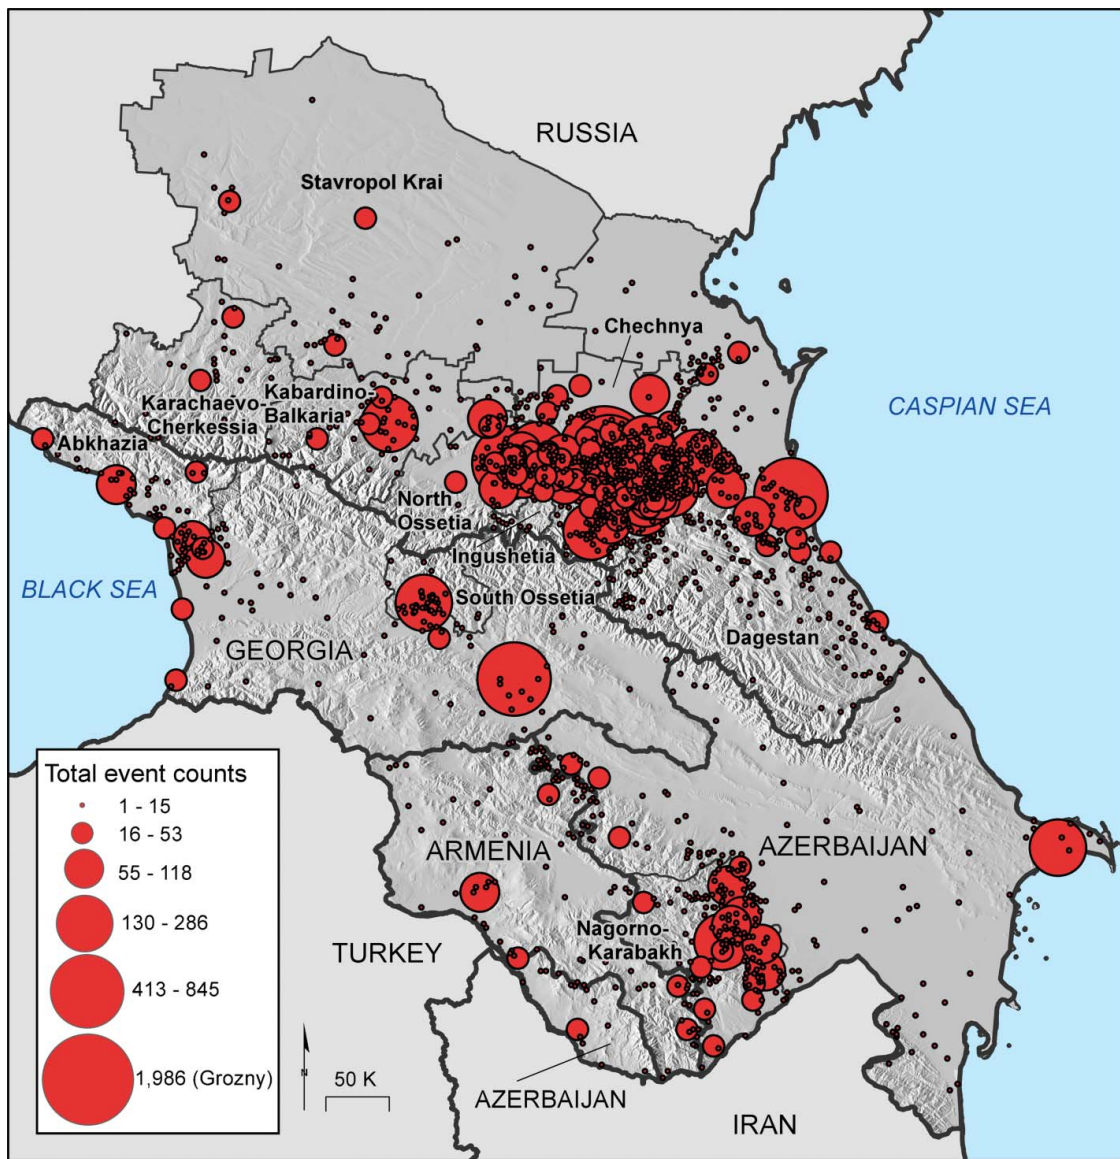 RUSSIA
Stavropol Krai
Chechnya
CASPIAN SEA
Kabardino-
Balkaria
Karachaevo-
Cherkessia
Abkhazia
North
Ossetia
Ingushetia
BLACK SEA
South Ossetia
Dagestan
GEORGIA
Total event counts
1 - 15
16 - 53
55 - 118
130 - 286
413 - 845
1,986 (Grozny)
ARMENIA
AZERBAIJAN
Nagorno-
Karabakh
TURKEY
N
50 K
AZERBAIJAN
IRAN